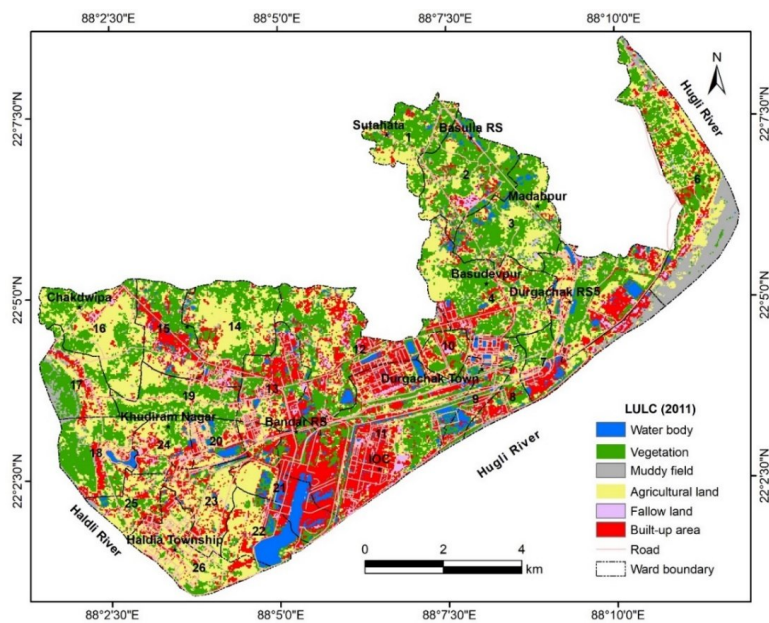 88°2'30"E 88°5'0"E 88°7'30"E 88°10'0"E
22°7'30"N
22°5'0"N
22°2'30"N
N
Hugli River
Sutahata
1
Basulia RS
2
6
Madabpur
3
Basudevpur
4
Durgachak RSS
Chakdwipa
16
15
14
12
10
7
17
13
Durgachak Town
19
9
8
Khudiram Nagar
Bandar RS
11
24
20
IOC
Hugli River
18
21
25
23
22
Haldi River
Haldia Township
26
0 2 4
km
LULC (2011)
Water body
Vegetation
Muddy field
Agricultural land
Fallow land
Built-up area
Road
Ward boundary
22°7'30"N
22°5'0"N
22°2'30"N
88°2'30"E 88°5'0"E 88°7'30"E 88°10'0"E